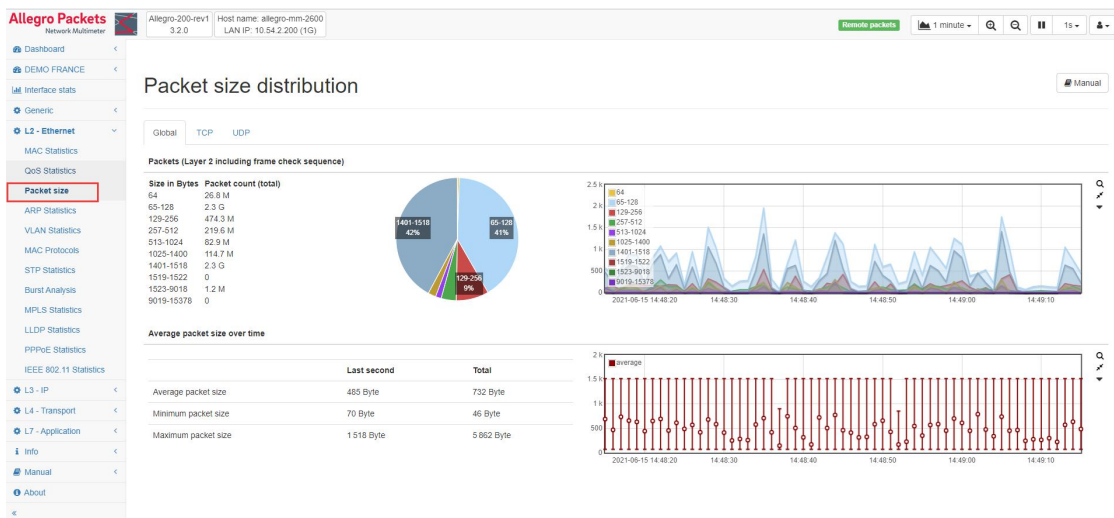 Allegro Packets
Network Multimeter
Allegro-200-rev1
3.2.0
Host name: allegro-mm-2600
LAN IP: 10.54.2.200 (1G)
Remote packets
1 minute
1s
Dashboard
DEMO FRANCE
Interface stats
Generic
L2 - Ethernet
MAC Statistics
QoS Statistics
Packet size
ARP Statistics
VLAN Statistics
MAC Protocols
STP Statistics
Burst Analysis
MPLS Statistics
LLDP Statistics
PPPoE Statistics
IEEE 802.11 Statistics
L3 - IP
L4 - Transport
L7 - Application
Info
Manual
About
Packet size distribution
Manual
Global TCP UDP
Packets (Layer 2 including frame check sequence)
Size in Bytes Packet count (total)
64 26.8 M
65-128 2.3 G
129-256 474.3 M
257-512 219.6 M
513-1024 82.9 M
1025-1400 114.7 M
1401-1518 2.3 G
1519-1522 0
1523-9018 1.2 M
9019-15378 0
1401-1518
42%
65-128
41%
129-256
9%
2.5 k
2 k
1.5 k
1 k
500
0
64
65-128
129-256
257-512
513-1024
1025-1400
1401-1518
1519-1522
1523-9018
9019-15378
2021-06-15 14:48:20 14:48:30 14:48:40 14:48:50 14:49:00 14:49:10
Average packet size over time
Last second Total
Average packet size 485 Byte 732 Byte
Minimum packet size 70 Byte 46 Byte
Maximum packet size 1 518 Byte 5 862 Byte
2 k
1.5 k
1 k
500
0
average
2021-06-15 14:48:20 14:48:30 14:48:40 14:48:50 14:49:00 14:49:10